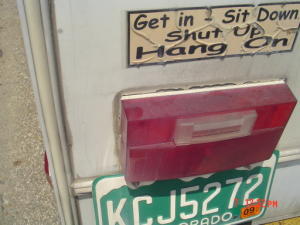 Get in - Sit Down
Shut Up
Hang On
KCJ5272
ORADO
09